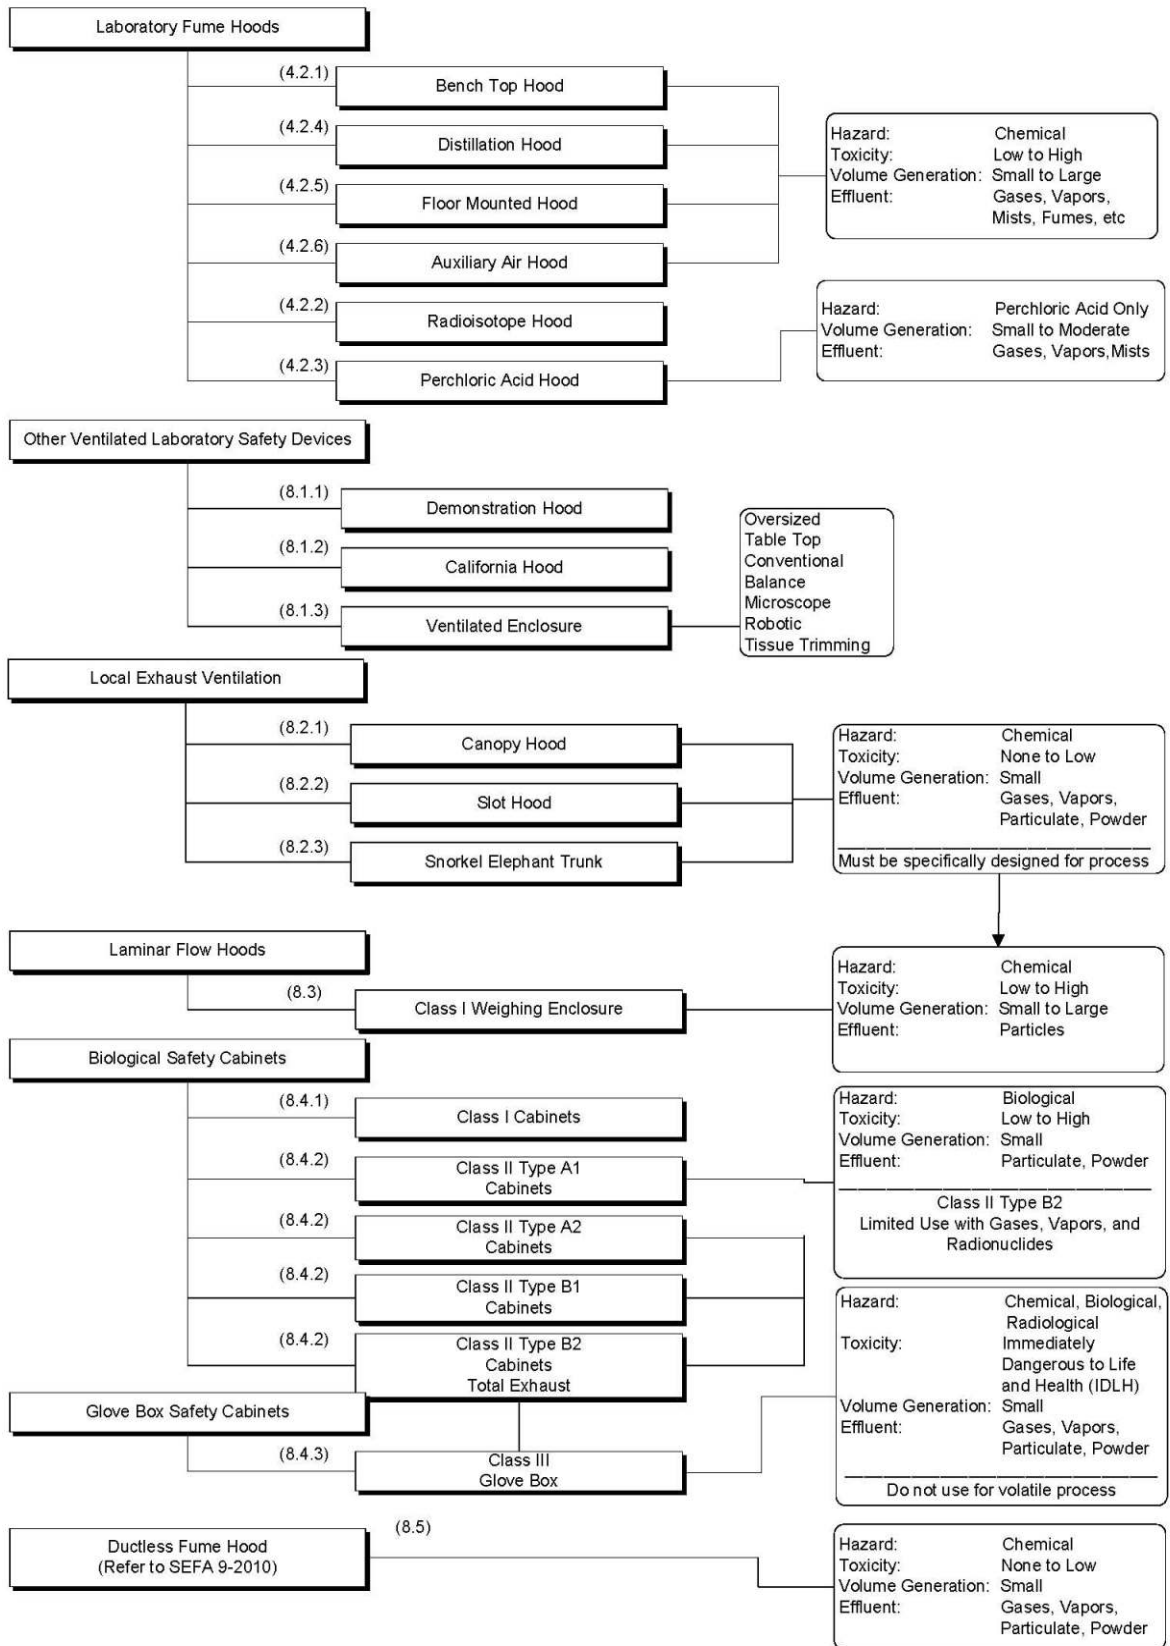 Laboratory Fume Hoods
(4.2.1)
Bench Top Hood
(4.2.4)
Distillation Hood
(4.2.5)
Floor Mounted Hood
(4.2.6)
Auxiliary Air Hood
(4.2.2)
Radioisotope Hood
(4.2.3)
Perchloric Acid Hood
Hazard: Chemical
Toxicity: Low to High
Volume Generation: Small to Large
Effluent: Gases, Vapors,
Mists, Fumes, etc
Hazard: Perchloric Acid Only
Volume Generation: Small to Moderate
Effluent: Gases, Vapors,Mists
Other Ventilated Laboratory Safety Devices
(8.1.1)
Demonstration Hood
(8.1.2)
California Hood
(8.1.3)
Ventilated Enclosure
Oversized
Table Top
Conventional
Balance
Microscope
Robotic
Tissue Trimming
Local Exhaust Ventilation
(8.2.1)
Canopy Hood
(8.2.2)
Slot Hood
(8.2.3)
Snorkel Elephant Trunk
Hazard: Chemical
Toxicity: None to Low
Volume Generation: Small
Effluent: Gases, Vapors,
Particulate, Powder
Must be specifically designed for process
Laminar Flow Hoods
(8.3)
Class I Weighing Enclosure
Hazard: Chemical
Toxicity: Low to High
Volume Generation: Small to Large
Effluent: Particles
Biological Safety Cabinets
(8.4.1)
Class I Cabinets
(8.4.2)
Class II Type A1
Cabinets
(8.4.2)
Class II Type A2
Cabinets
(8.4.2)
Class II Type B1
Cabinets
(8.4.2)
Class II Type B2
Cabinets
Total Exhaust
Hazard: Biological
Toxicity: Low to High
Volume Generation: Small
Effluent: Particulate, Powder
Class II Type B2
Limited Use with Gases, Vapors, and
Radionuclides
Glove Box Safety Cabinets
(8.4.3)
Class III
Glove Box
Hazard: Chemical, Biological,
Radiological
Toxicity: Immediately
Dangerous to Life
and Health (IDLH)
Volume Generation: Small
Effluent: Gases, Vapors,
Particulate, Powder
Do not use for volatile process
Ductless Fume Hood
(Refer to SEFA 9-2010)
(8.5)
Hazard: Chemical
Toxicity: None to Low
Volume Generation: Small
Effluent: Gases, Vapors,
Particulate, Powder